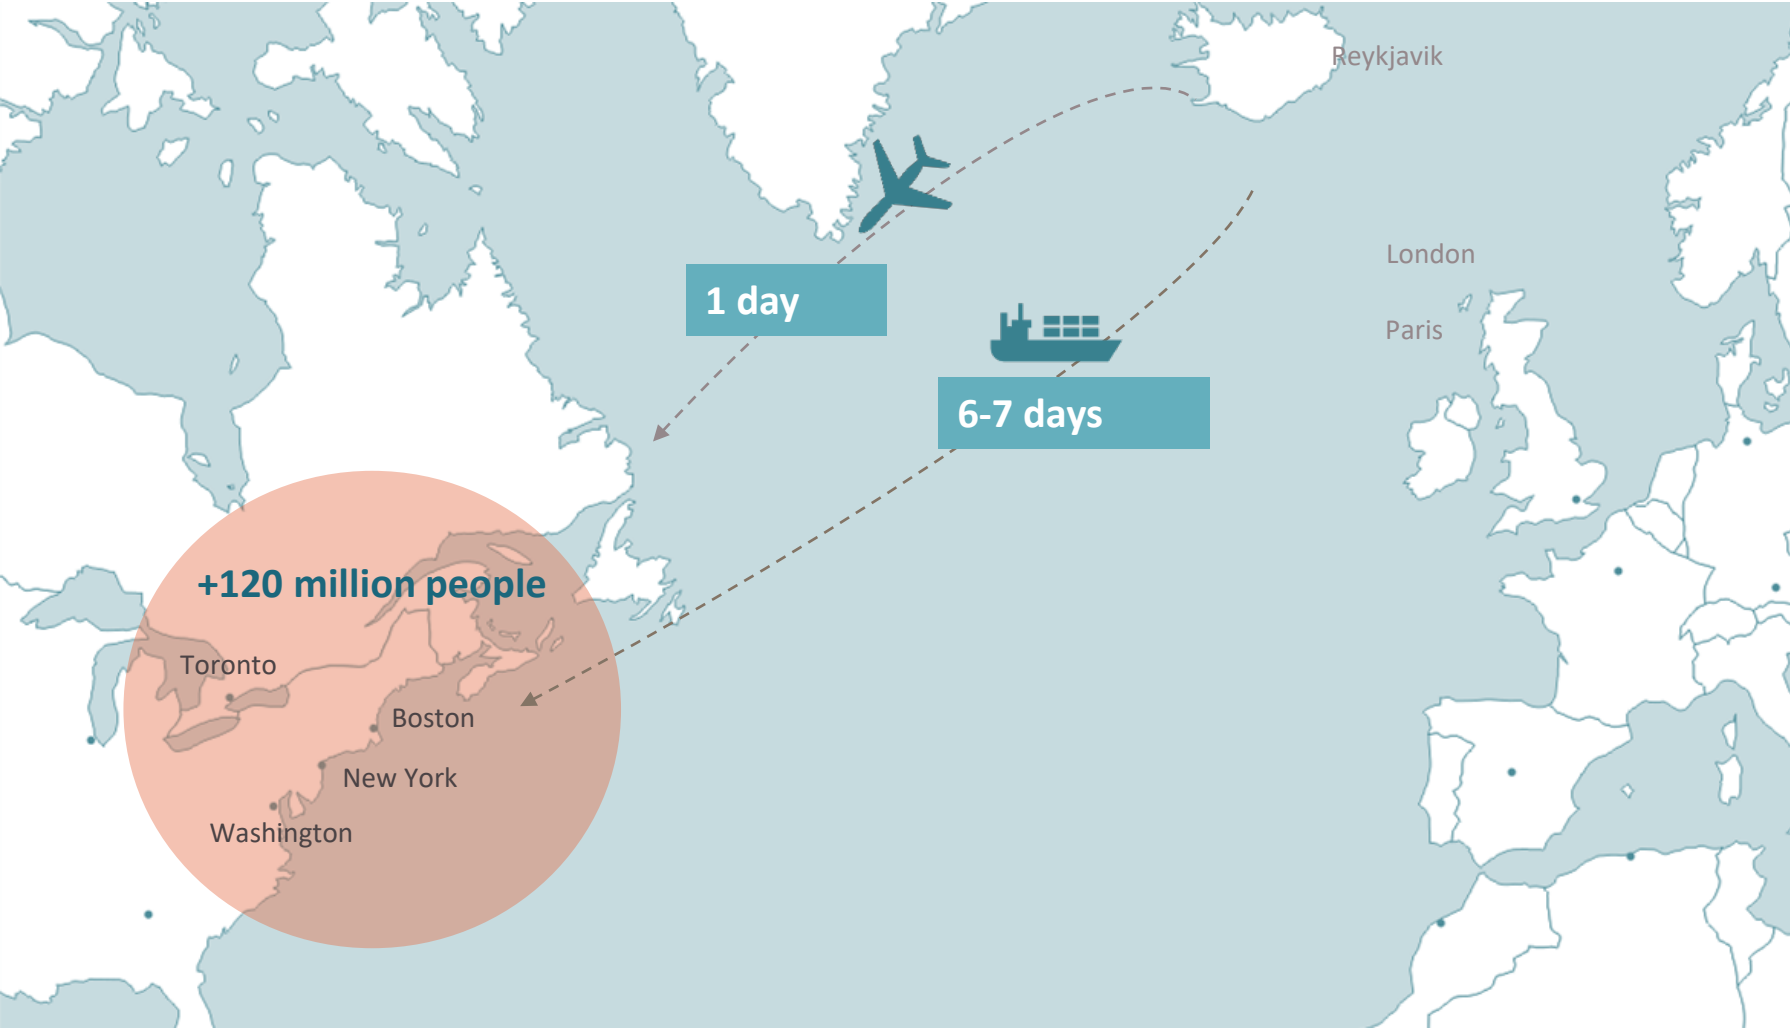 Reykjavik
London
1 day
Paris
6-7 days
+120 million people
Toronto
Boston
New York
Washington